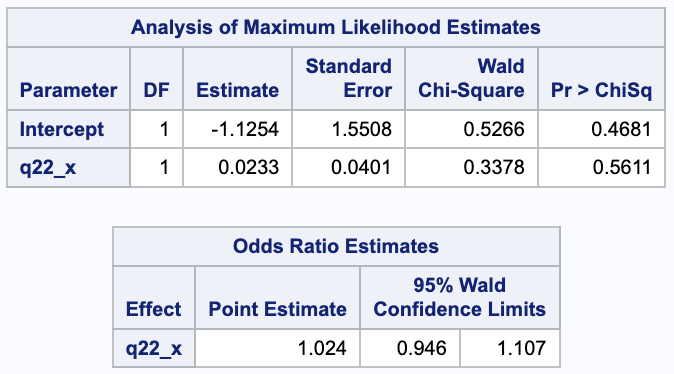 Analysis of Maximum Likelihood Estimates
Parameter DF Estimate Standard Error Wald Chi-Square Pr > ChiSq
Intercept 1 -1.1254 1.5508 0.5266 0.4681
q22_x 1 0.0233 0.0401 0.3378 0.5611
Odds Ratio Estimates
Effect Point Estimate 95% Wald Confidence Limits
q22_x 1.024 0.946 1.107